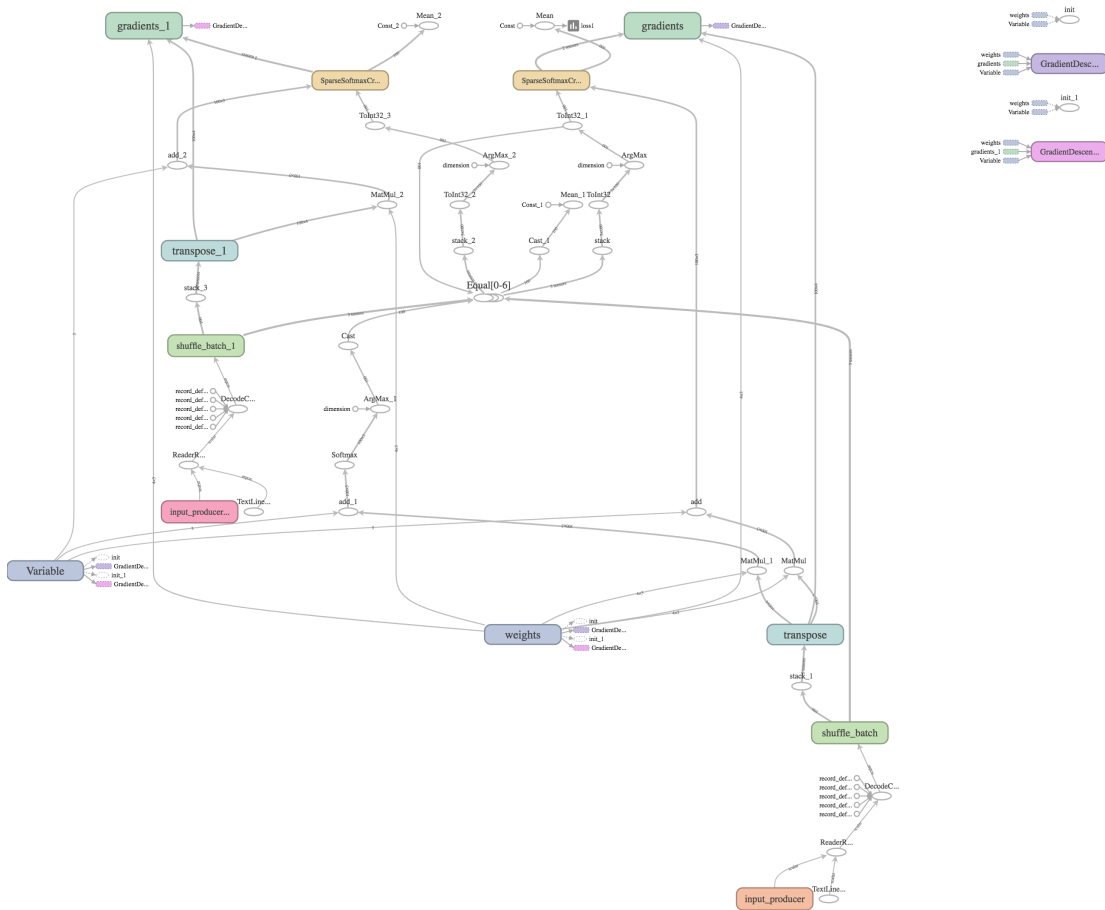 gradients_1
GradientDe...
Const_2
Mean_2
Const
Mean
loss1
gradients
GradientDe...
weights
Variable
init
weights
gradients
Variable
GradientDesc...
weights
Variable
init_1
weights
gradients_1
Variable
GradientDescen...
SparseSoftmaxCr...
SparseSoftmaxCr...
ToInt32_3
ToInt32_1
add_2
ArgMax_2
dimension
dimension
ArgMax
MatMul_2
ToInt32_2
Const_1
Mean_1
ToInt32
transpose_1
stack_2
Cast_1
stack
stack_3
Equal[0-6]
shuffle_batch_1
Cast
record_def...
record_def...
record_def...
record_def...
record_def...
DecodeC...
dimension
ArgMax_1
ReaderR...
Softmax
input_producer...
TextLine...
add_1
add
Variable
init
GradientDe...
init_1
GradientDe...
MatMul_1
MatMul
weights
init
GradientDe...
init_1
GradientDe...
transpose
stack_1
shuffle_batch
record_def...
record_def...
record_def...
record_def...
record_def...
DecodeC...
ReaderR...
input_producer
TextLine...